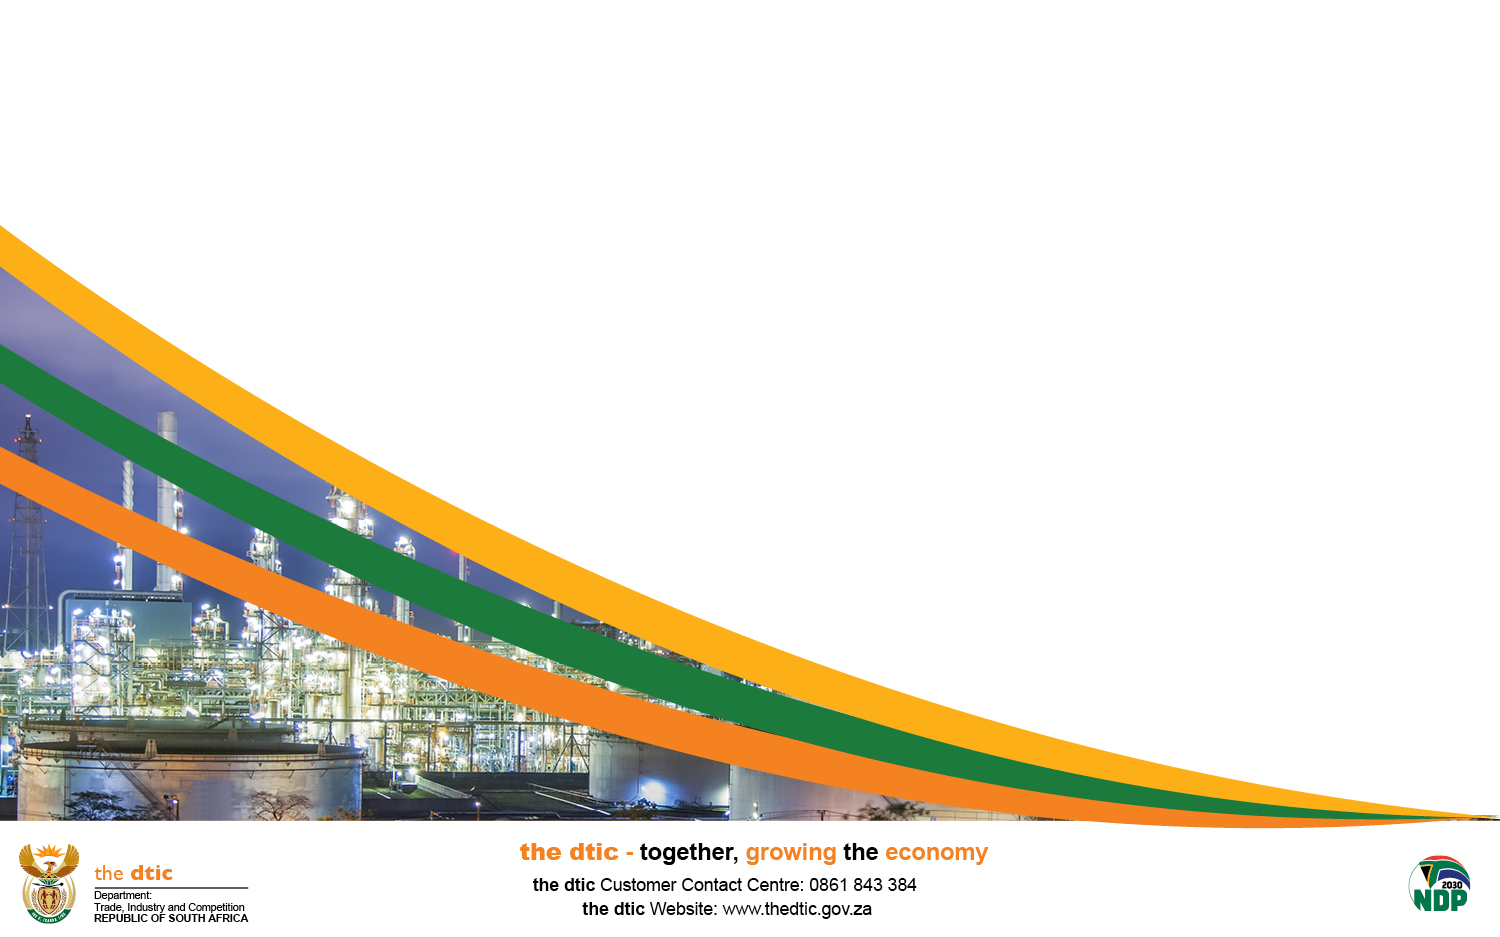 the dtic - together, growing the economy
the dtic Customer Contact Centre: 0861 843 384
the dtic Website: www.thedtic.gov.za
the dtic
Department:
Trade, Industry and Competition
REPUBLIC OF SOUTH AFRICA
2030
NDP